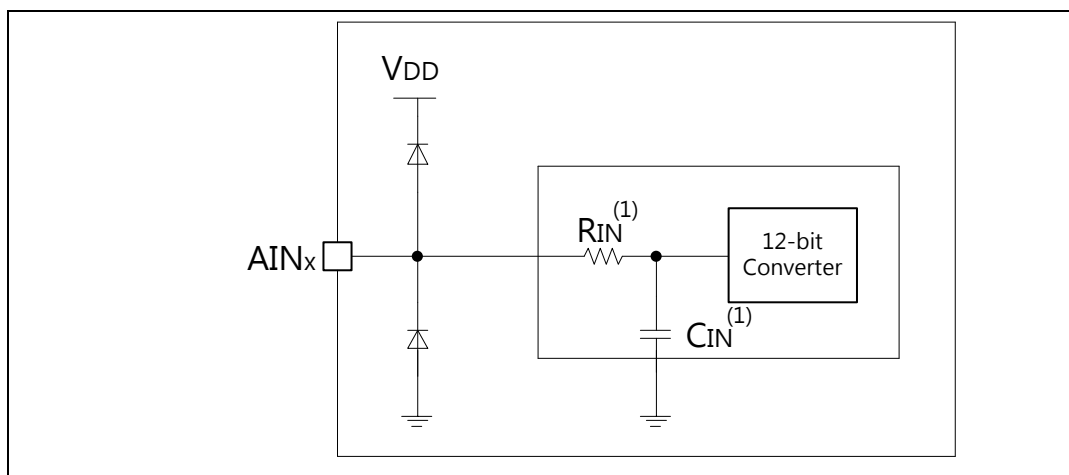 VDD
RIN(1)
12-bit
Converter
AINx
CIN(1)